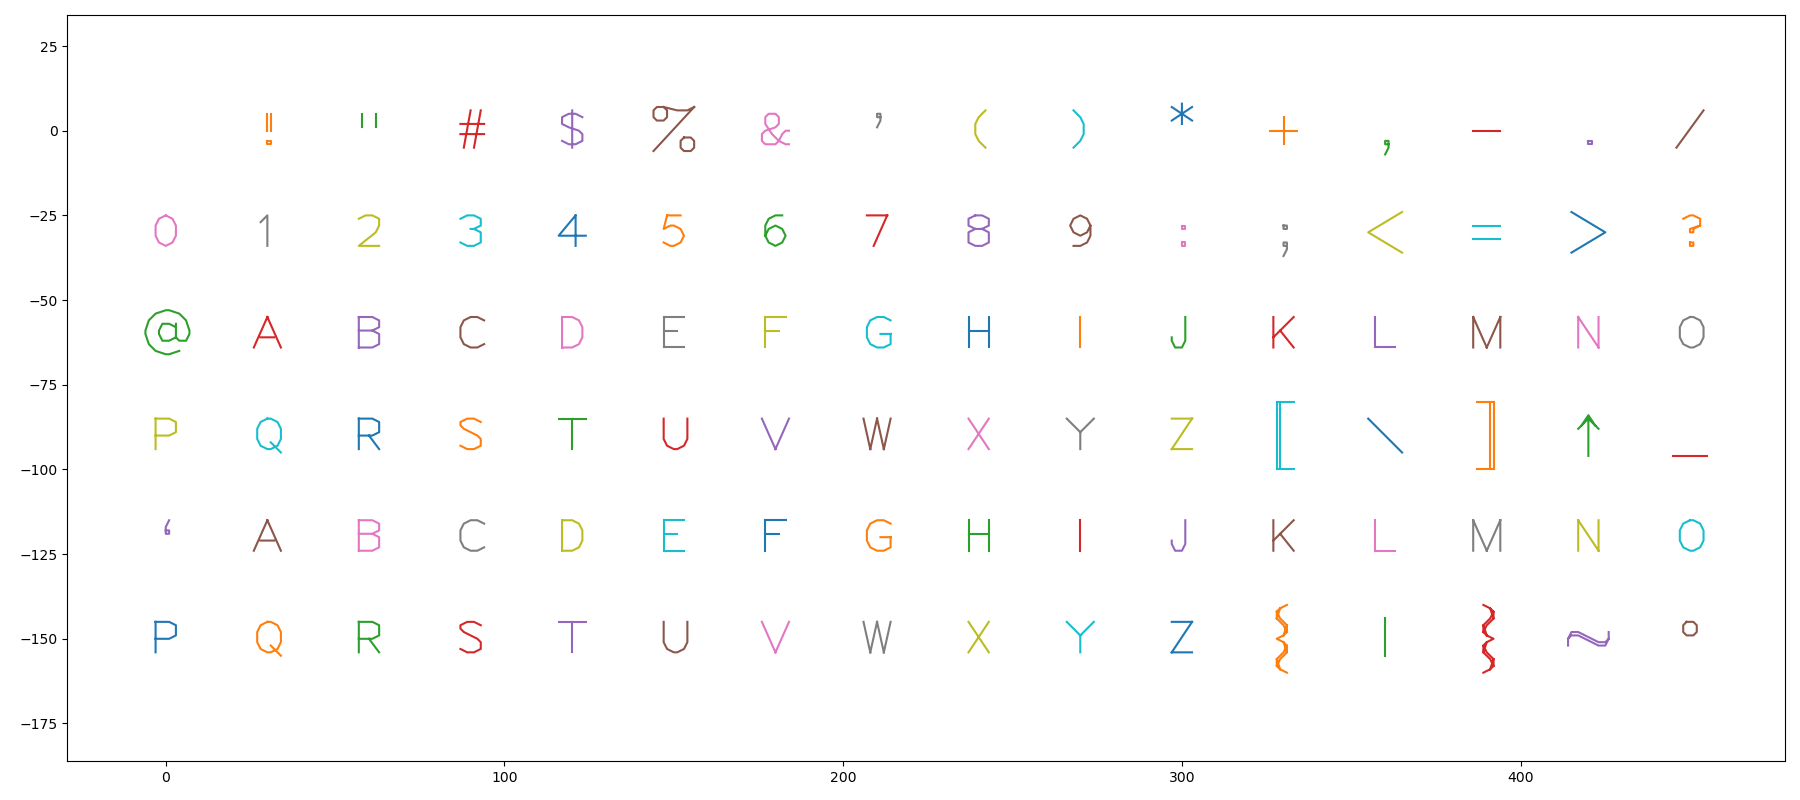 25
! " # $ % & ' ( ) * + , - . /
0
0 1 2 3 4 5 6 7 8 9 : ; < = > ?
−25
−50
@ A B C D E F G H I J K L M N O
−75
P Q R S T U V W X Y Z [ \ ] ↑ _
−100
‘ A B C D E F G H I J K L M N O
−125
P Q R S T U V W X Y Z { | } ~ °
−150
−175
0 100 200 300 400